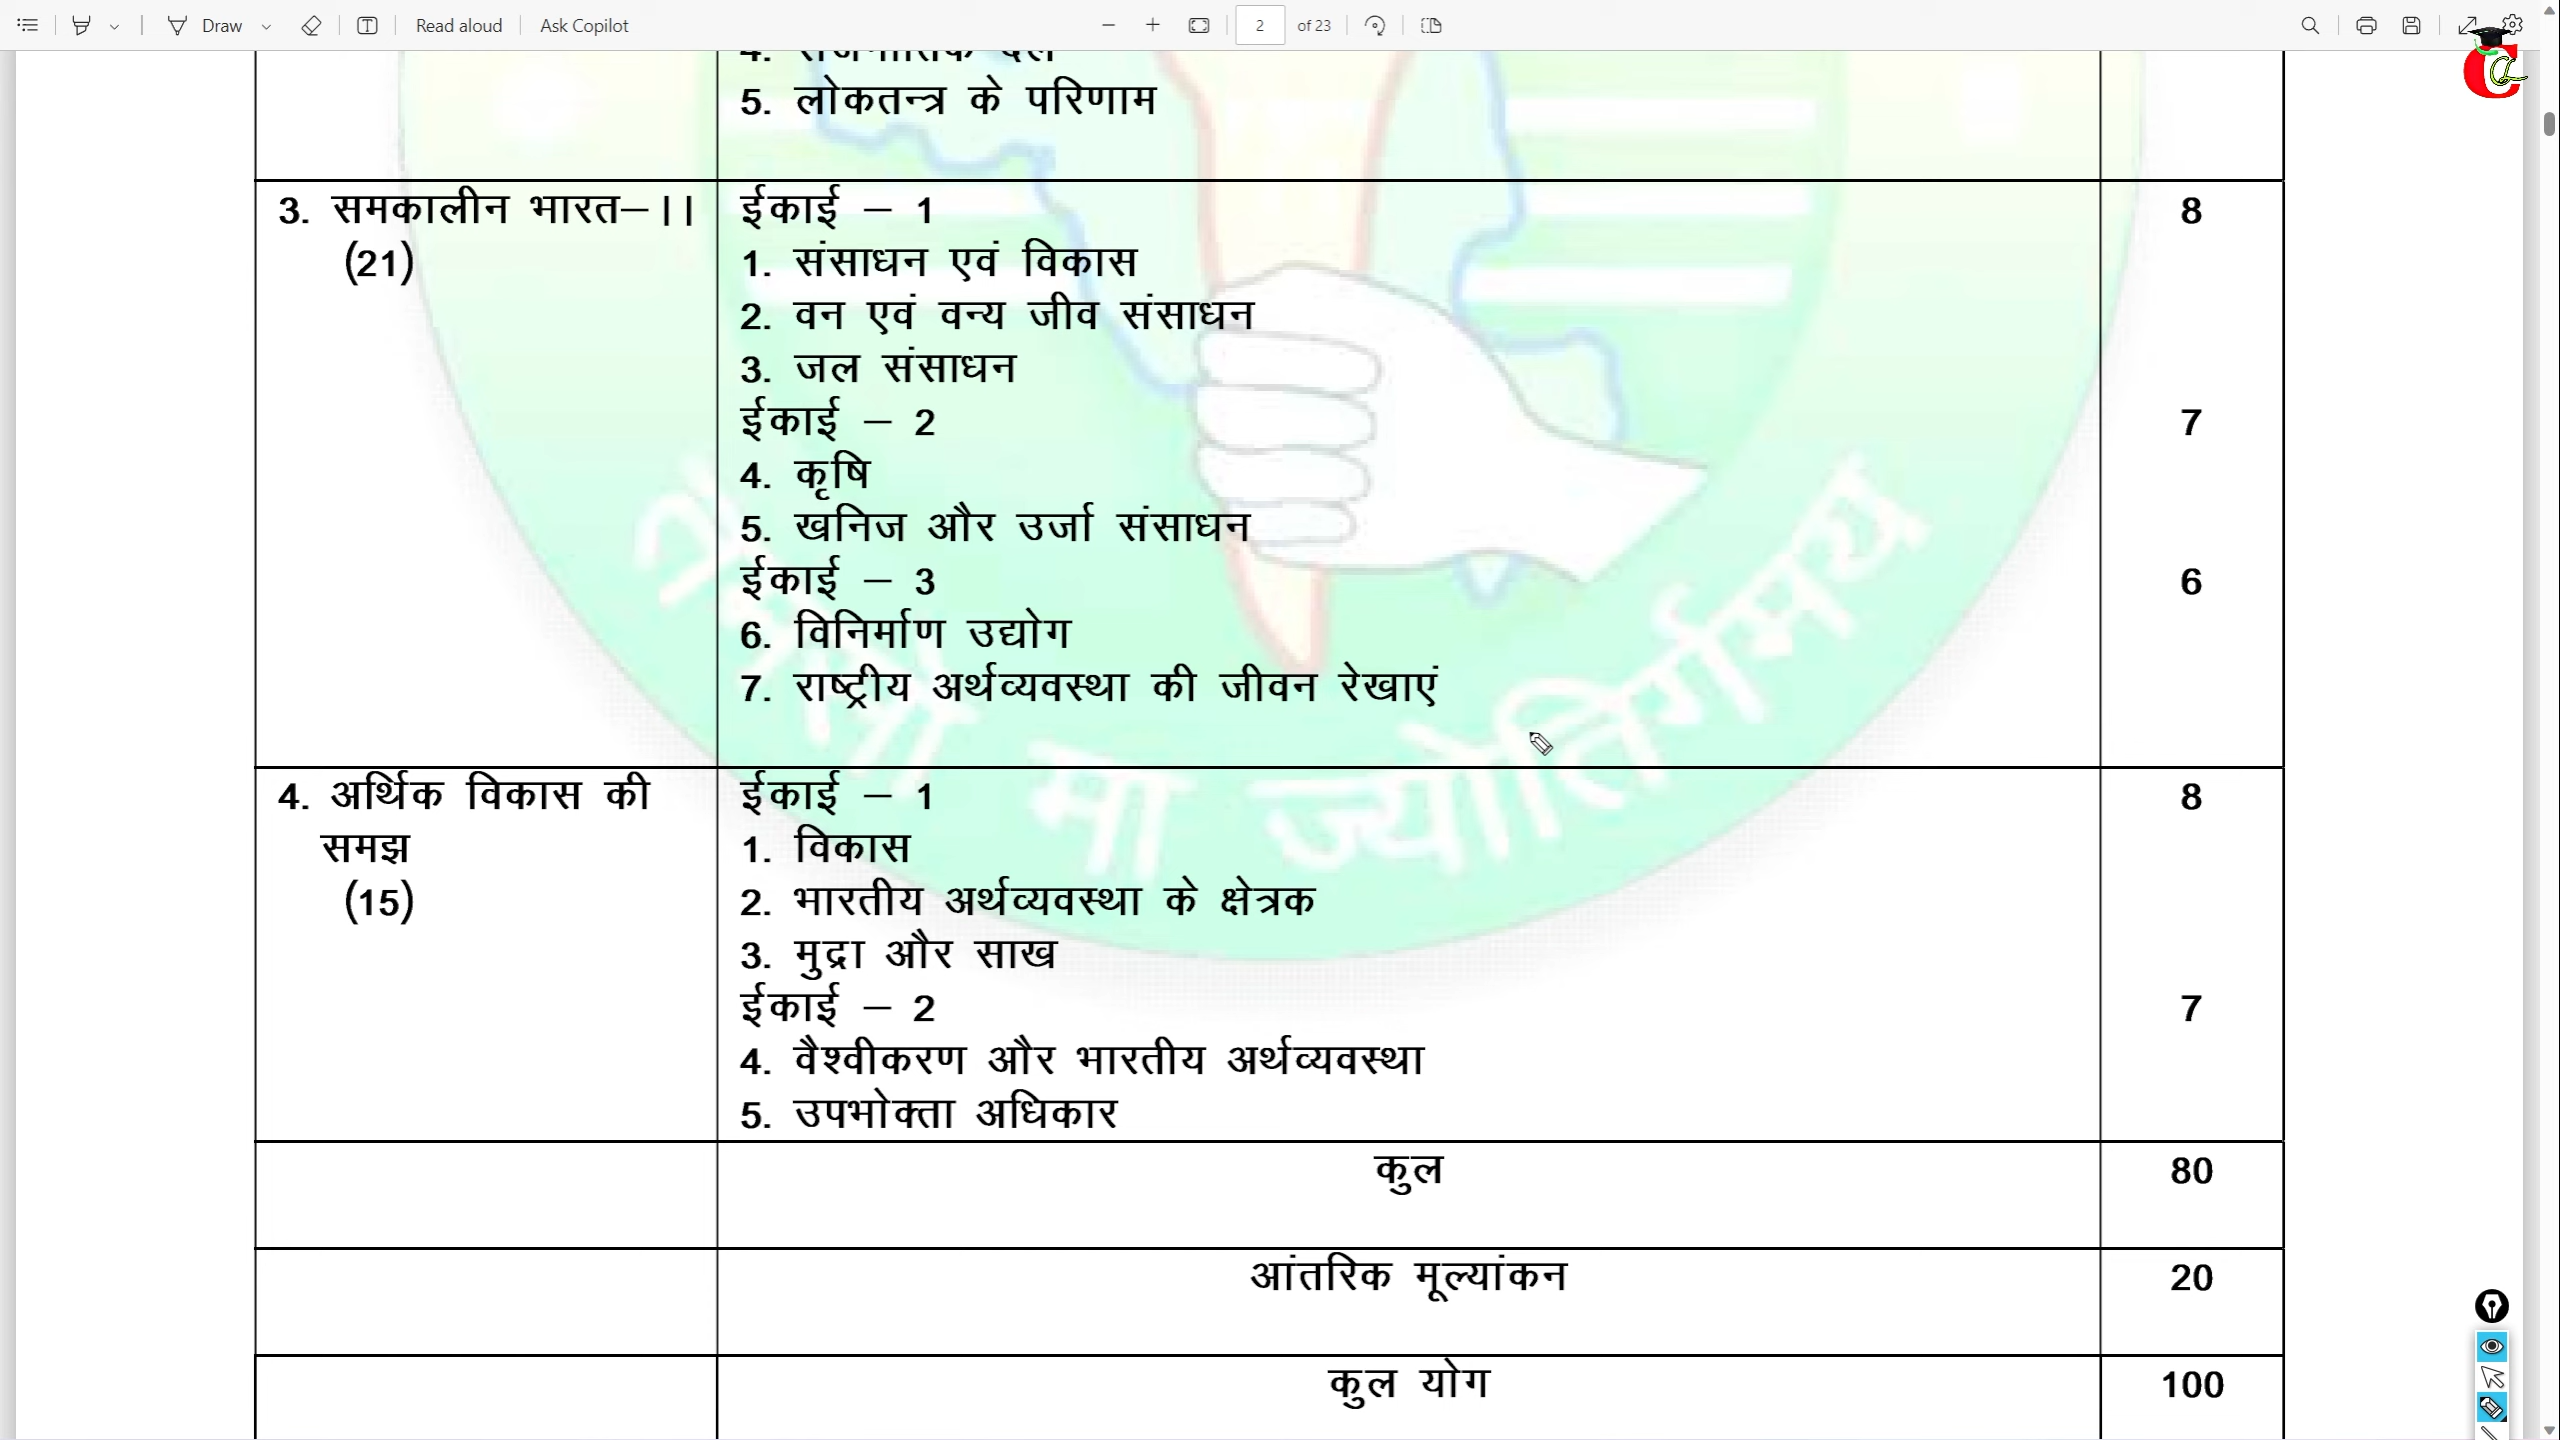 Draw
Read aloud
Ask Copilot
2 of 23
4. राजनीतिक दल
5. लोकतन्त्र के परिणाम
3. समकालीन भारत–।।
(21)
ईकाई – 1
8
1. संसाधन एवं विकास
2. वन एवं वन्य जीव संसाधन
3. जल संसाधन
ईकाई – 2
7
4. कृषि
5. खनिज और उर्जा संसाधन
ईकाई – 3
6
6. विनिर्माण उद्योग
7. राष्ट्रीय अर्थव्यवस्था की जीवन रेखाएं
4. अर्थिक विकास की
समझ
(15)
ईकाई – 1
8
1. विकास
2. भारतीय अर्थव्यवस्था के क्षेत्रक
3. मुद्रा और साख
ईकाई – 2
7
4. वैश्वीकरण और भारतीय अर्थव्यवस्था
5. उपभोक्ता अधिकार
कुल 80
आंतरिक मूल्यांकन 20
कुल योग 100
मा ज्योतिर्गमय